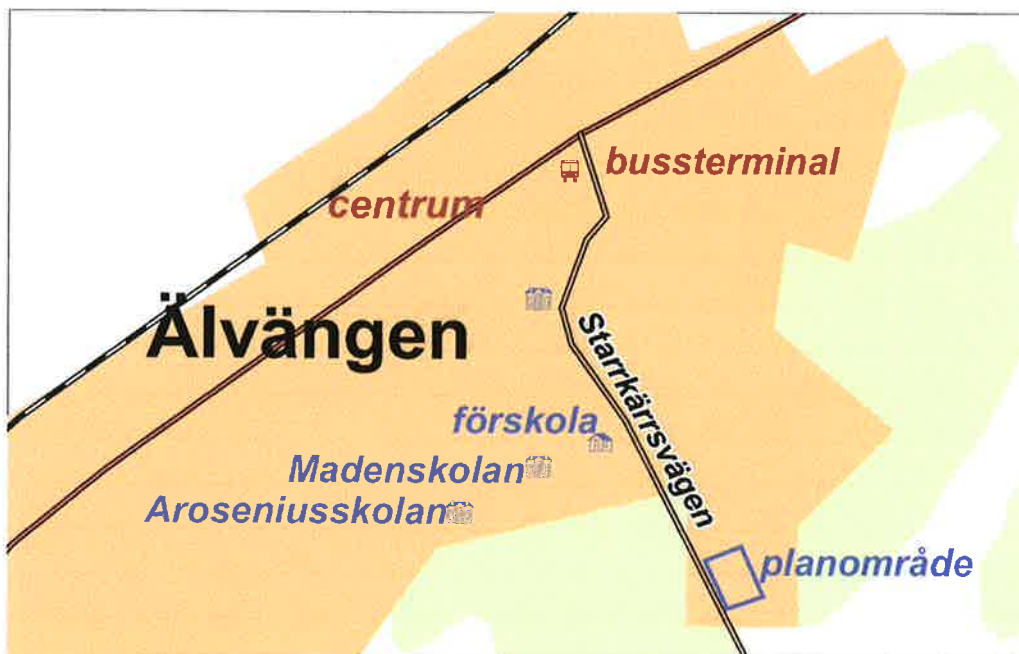 bussterminal
centrum
Älvängen
Starrkärrsvägen
förskola
Madenskolan
Aroseniusskolan
planområde